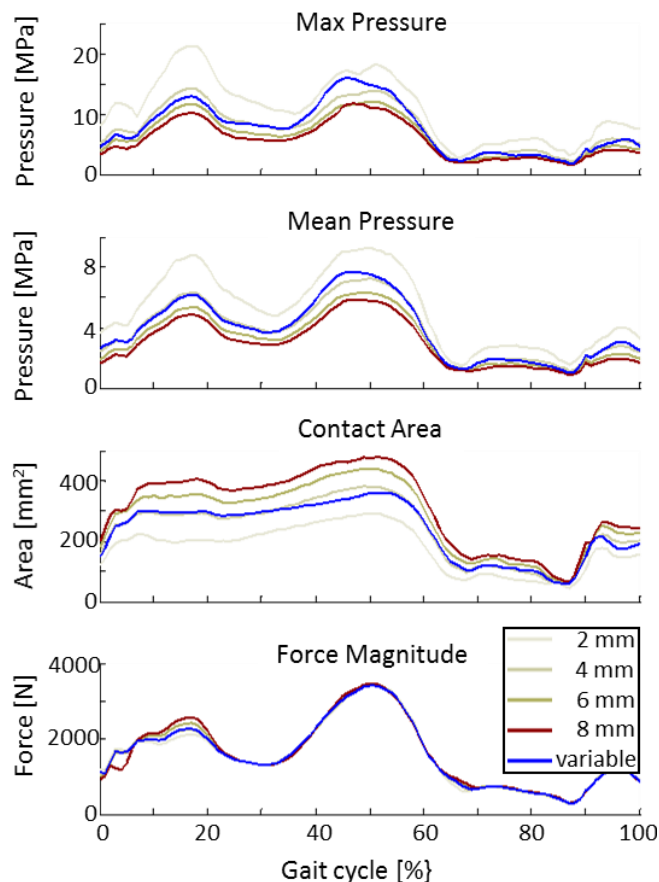 Max Pressure
Pressure [MPa]
20
10
0
Mean Pressure
Pressure [MPa]
8
4
0
Contact Area
Area [mm²]
400
200
0
Force Magnitude
Force [N]
4000
2000
0
2 mm
4 mm
6 mm
8 mm
variable
0 20 40 60 80 100
Gait cycle [%}